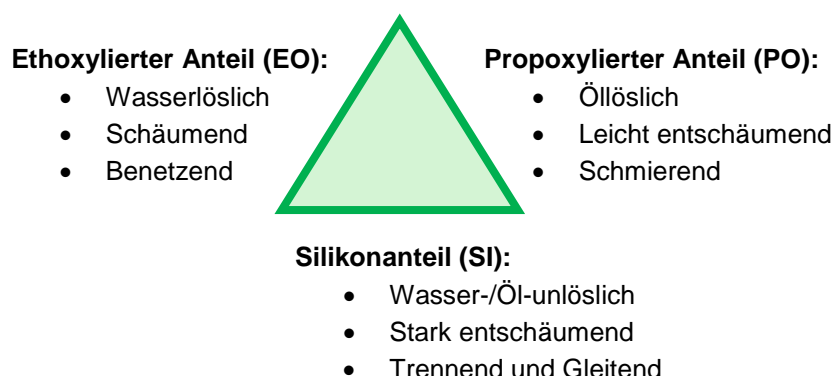 Ethoxylierter Anteil (EO):
• Wasserlöslich
• Schäumend
• Benetzend
Propoxylierter Anteil (PO):
• Öllöslich
• Leicht entschäumend
• Schmierend
Silikonanteil (SI):
• Wasser-/Öl-unlöslich
• Stark entschäumend
• Trennend und Gleitend